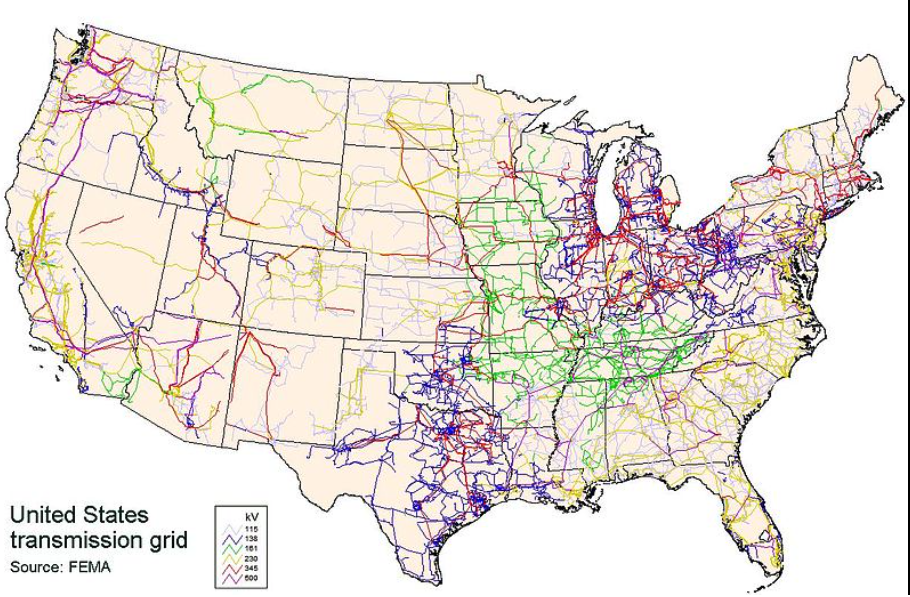 United States
transmission grid
Source: FEMA
kV
115
138
161
230
345
500